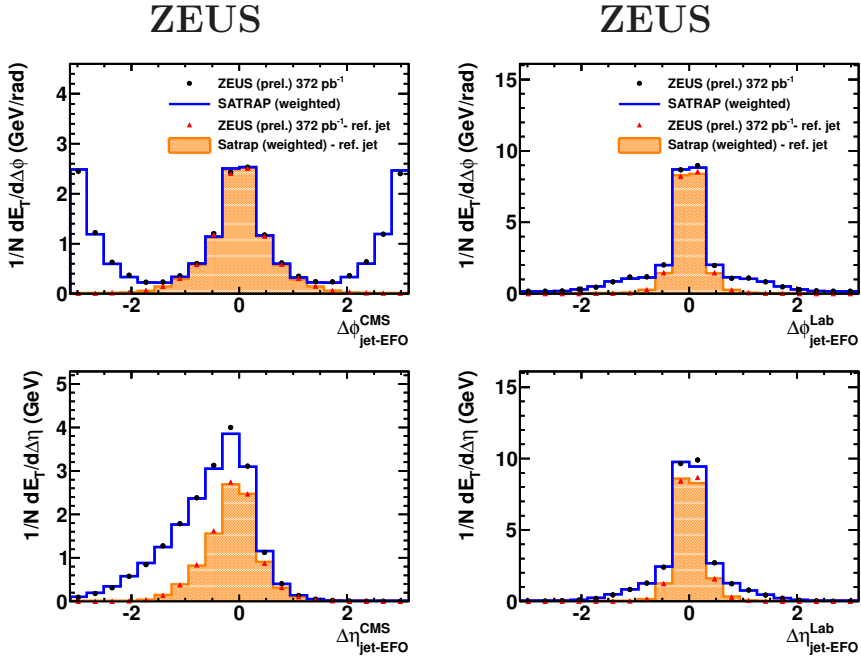 ZEUS
ZEUS
1/N dE_T/dΔϕ (GeV/rad)
ZEUS (prel.) 372 pb⁻¹
SATRAP (weighted)
ZEUS (prel.) 372 pb⁻¹- ref. jet
Satrap (weighted) - ref. jet
4
3
2
1
0
-2 0 2
Δϕ^CMS_jet-EFO
1/N dE_T/dΔϕ (GeV/rad)
ZEUS (prel.) 372 pb⁻¹
SATRAP (weighted)
ZEUS (prel.) 372 pb⁻¹- ref. jet
Satrap (weighted) - ref. jet
15
10
5
0
-2 0 2
Δϕ^Lab_jet-EFO
1/N dE_T/dΔη (GeV)
5
4
3
2
1
0
-2 0 2
Δη^CMS_jet-EFO
1/N dE_T/dΔη (GeV)
15
10
5
0
-2 0 2
Δη^Lab_jet-EFO